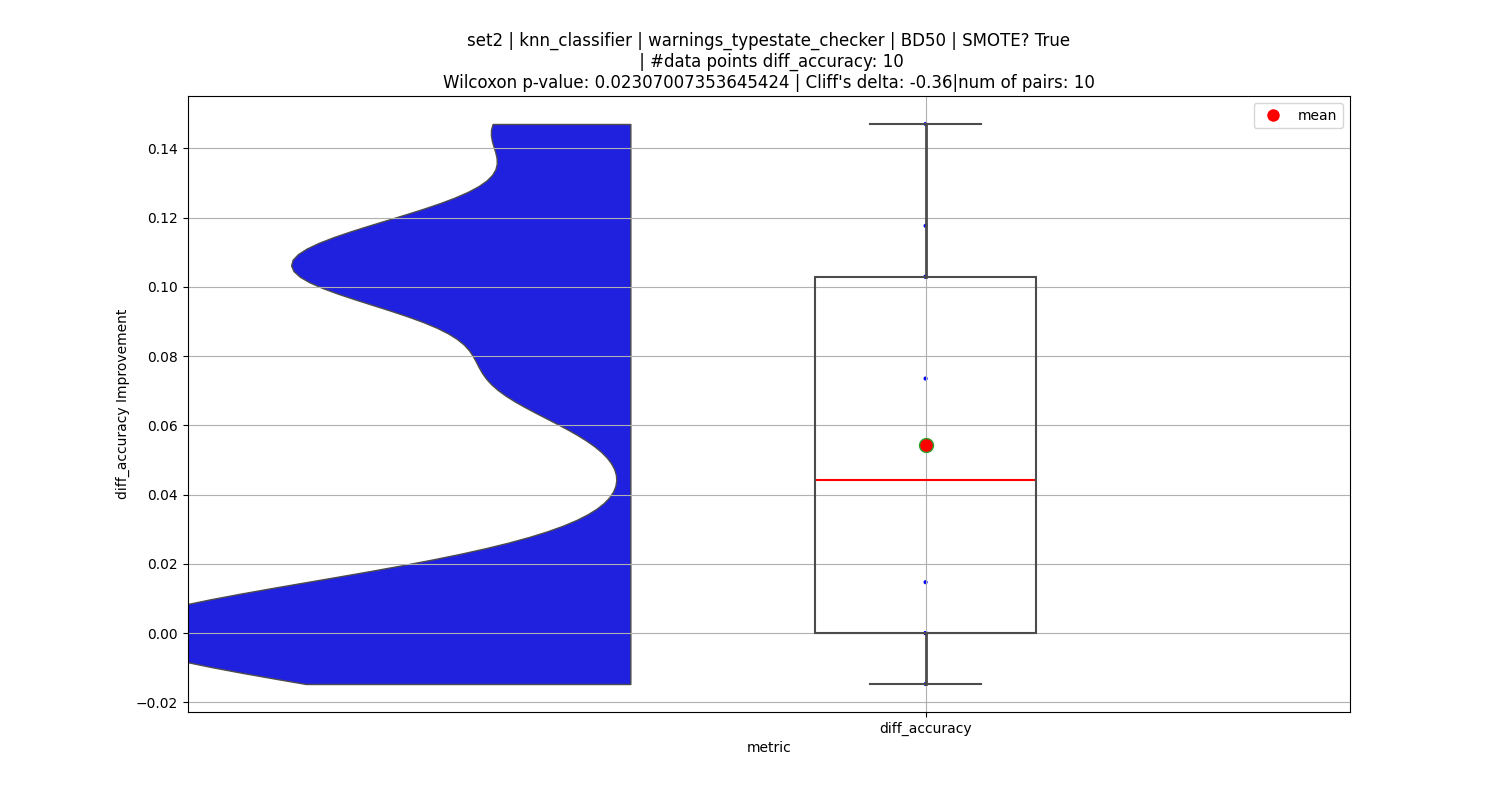 set2 | knn_classifier | warnings_typestate_checker | BD50 | SMOTE? True
| #data points diff_accuracy: 10
Wilcoxon p-value: 0.02307007353645424 | Cliff's delta: -0.36|num of pairs: 10
mean
0.14
0.12
0.10
0.08
0.06
0.04
0.02
0.00
−0.02
diff_accuracy Improvement
diff_accuracy
metric